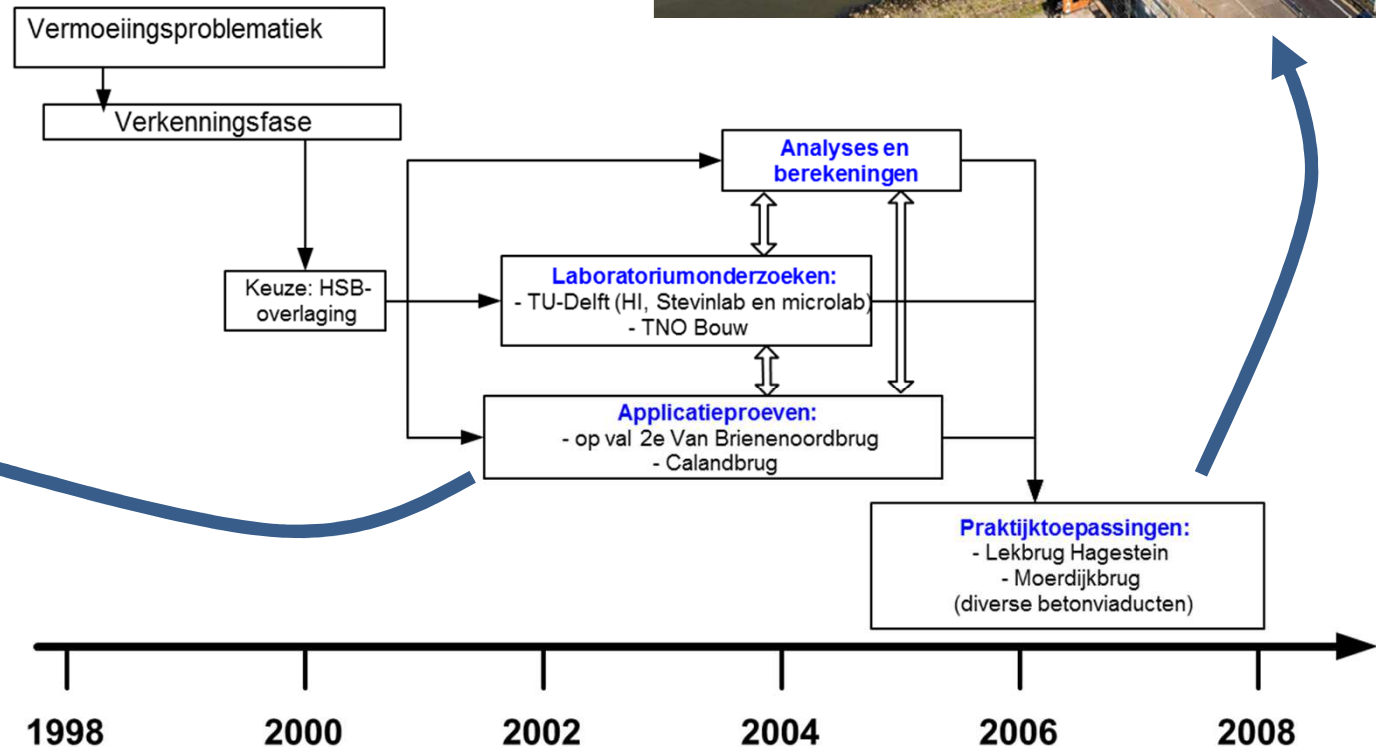 Vermoeiingsproblematiek
Verkenningsfase
Analyses en
berekeningen
Keuze: HSB-
overlaging
Laboratoriumonderzoeken:
- TU-Delft (HI, Stevinlab en microlab)
- TNO Bouw
Applicatieproeven:
- op val 2e Van Brienenoordbrug
- Calandbrug
Praktijktoepassingen:
- Lekbrug Hagestein
- Moerdijkbrug
(diverse betonviaducten)
1998 2000 2002 2004 2006 2008